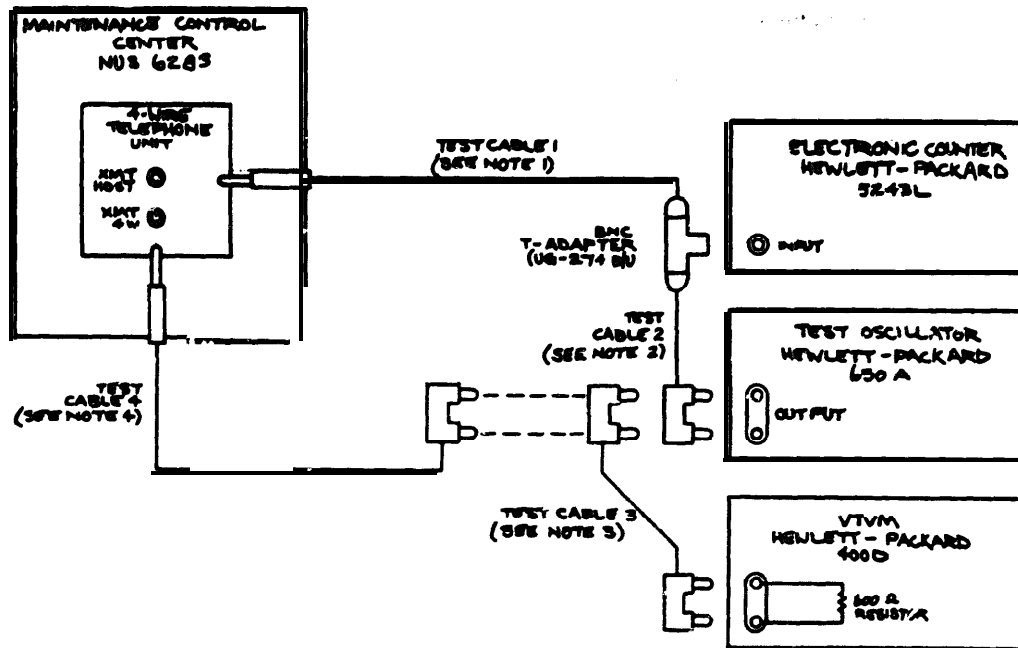 MAINTENANCE CONTROL
CENTER
NUS 6283
4-WIRE
TELEPHONE
UNIT
XMT
HOST
XMT
4W
TEST CABLE 1
(SEE NOTE 1)
BNC
T-ADAPTER
(UG-274 B/U
ELECTRONIC COUNTER
HEWLETT-PACKARD
5243L
INPUT
TEST
CABLE 2
(SEE NOTE 2)
TEST OSCILLATOR
HEWLETT-PACKARD
650 A
OUTPUT
TEST
CABLE 4
(SEE NOTE 4)
TEST CABLE 3
(SEE NOTE 3)
VTVM
HEWLETT-PACKARD
400D
600 Ω
RESISTOR